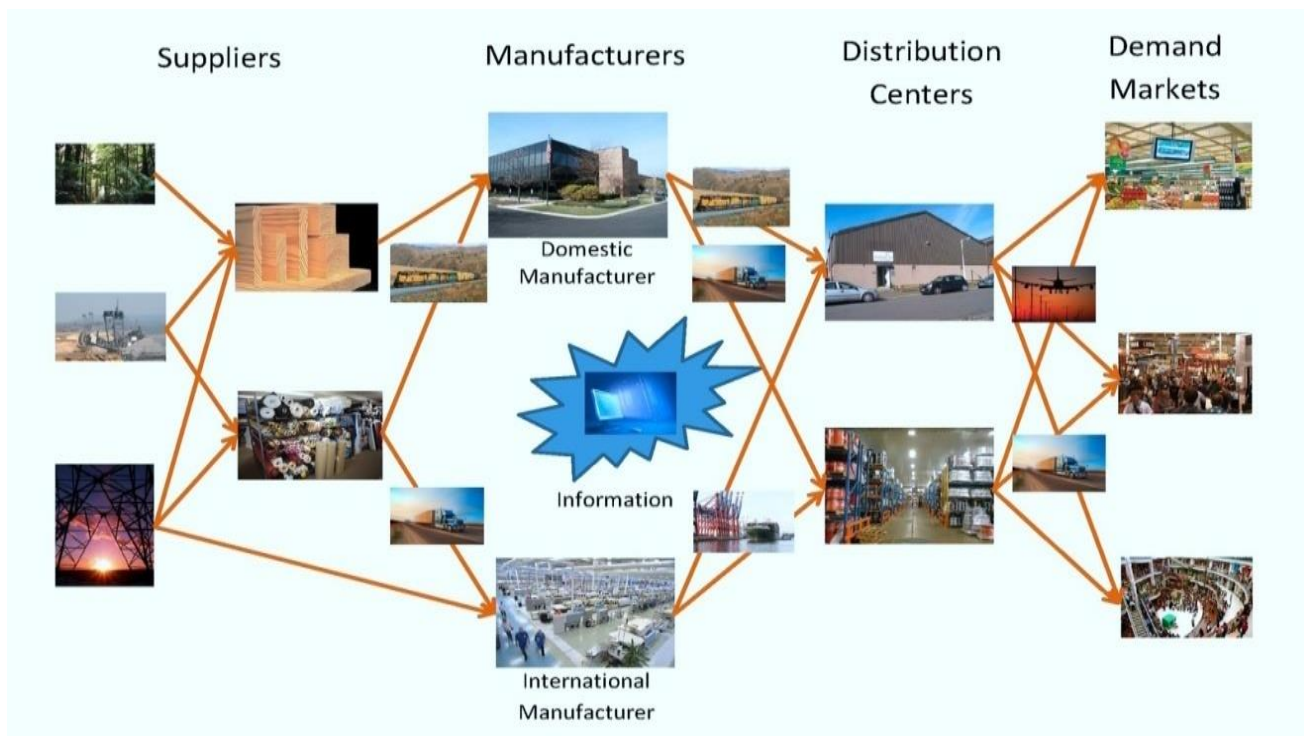 Suppliers
Manufacturers
Distribution
Centers
Demand
Markets
Domestic
Manufacturer
Information
International
Manufacturer